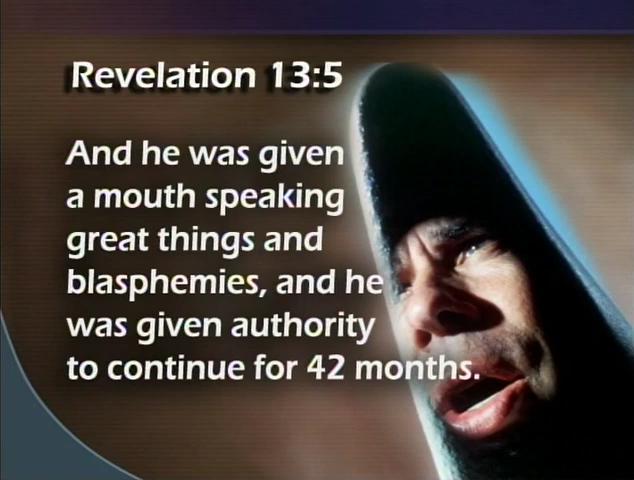 Revelation 13:5
And he was given
a mouth speaking
great things and
blasphemies, and he
was given authority
to continue for 42 months.